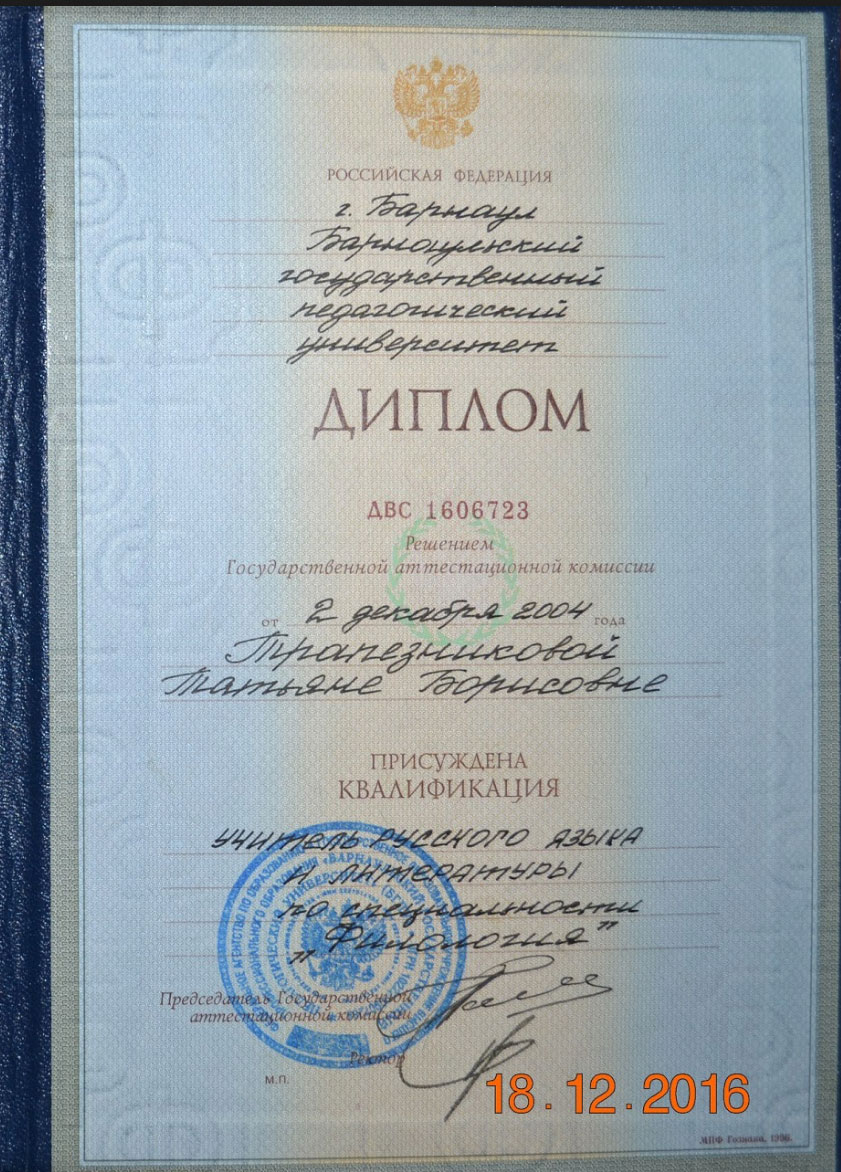 РОССИЙСКАЯ ФЕДЕРАЦИЯ
г. Барнаул
Барнаульский
государственный
педагогический
университет
ДИПЛОМ
ДВС 1606723
Решением
Государственной аттестационной комиссии
от 2 декабря 2004 года
Трапезниковой
Татьяне Борисовне
ПРИСУЖДЕНА
КВАЛИФИКАЦИЯ
учитель русского языка
и литературы
по специальности
"Филология"
Председатель Государственной
аттестационной комиссии
Ректор
М.П.
18.12.2016
МПФ Гознака, 1996.